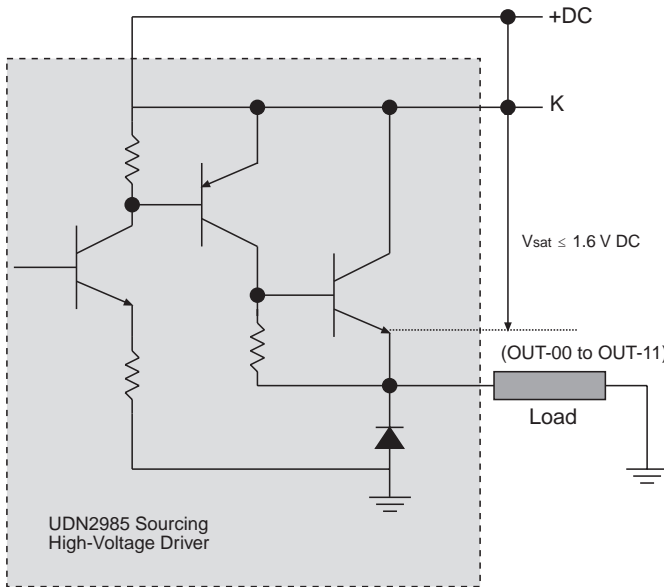 +DC
K
Vsat ≤ 1.6 V DC
(OUT-00 to OUT-11)
Load
UDN2985 Sourcing
High-Voltage Driver